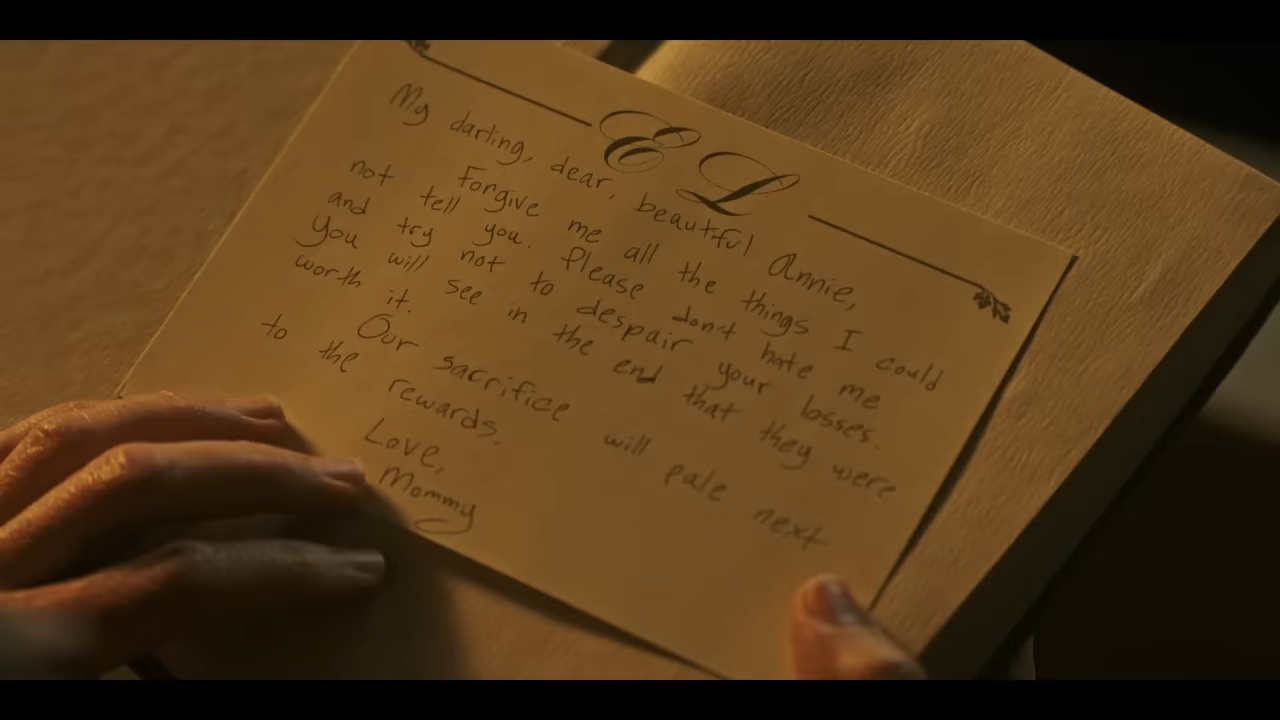 E L
My darling, dear, beautiful Annie,
Forgive me all the things I could
not tell you. Please don't hate me
and try not to despair your losses.
You will see in the end that they were
worth it.
Our sacrifice will pale next
to the rewards.
Love,
Mommy